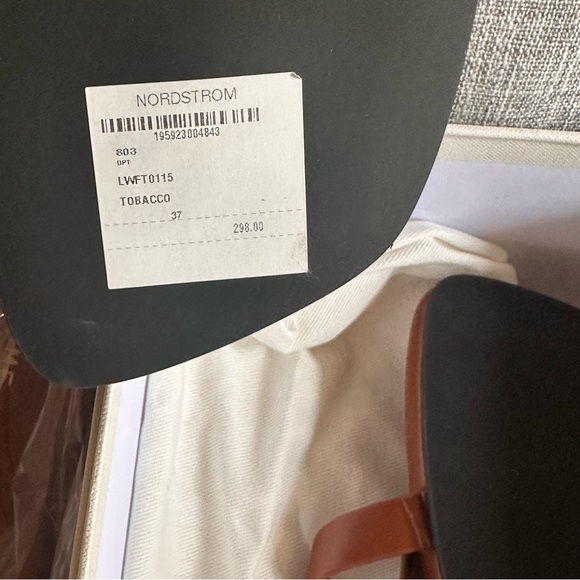 NORDSTROM
195923004843
803
DPT
LWFT0115
TOBACCO
37
298.00